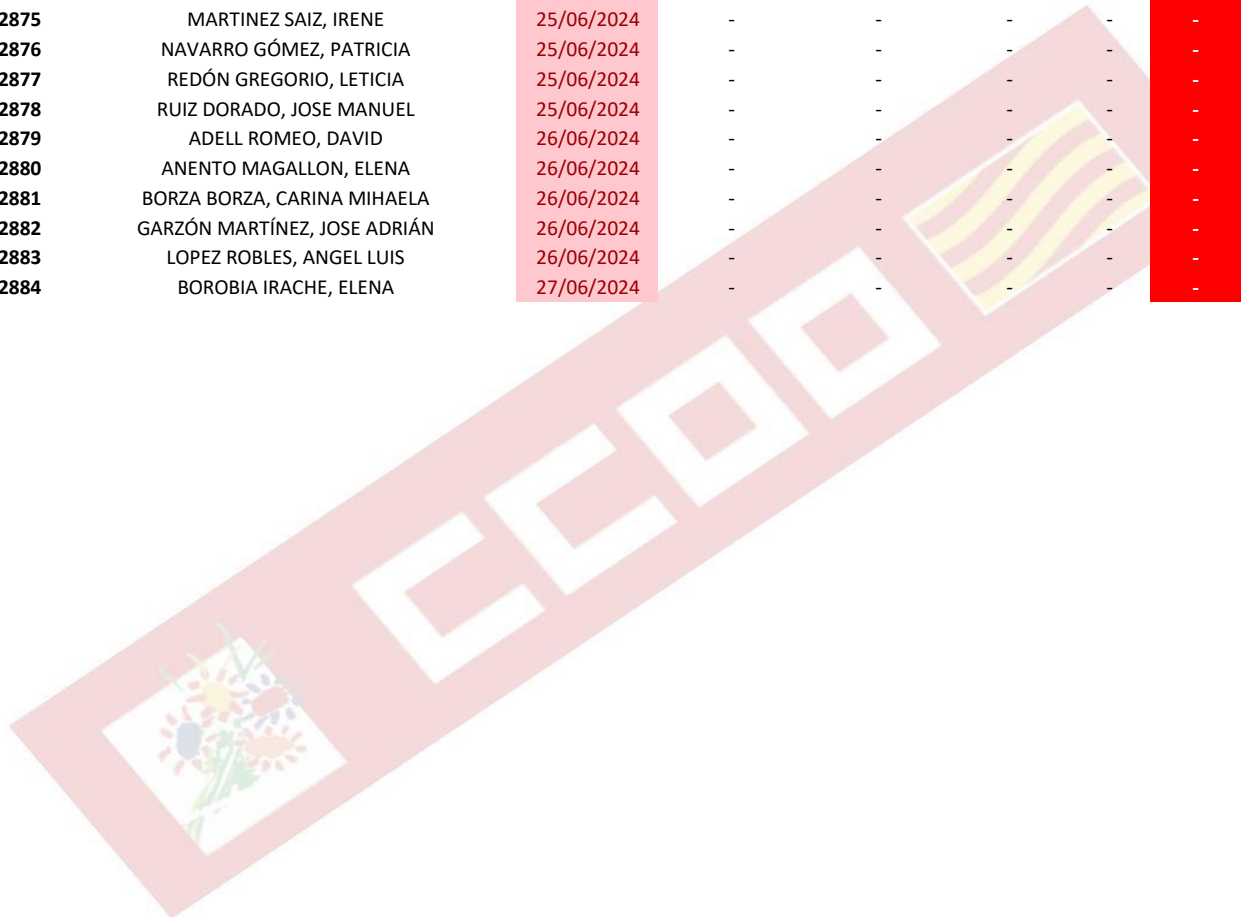 2875 MARTINEZ SAIZ, IRENE 25/06/2024 - - - - -
2876 NAVARRO GÓMEZ, PATRICIA 25/06/2024 - - - - -
2877 REDÓN GREGORIO, LETICIA 25/06/2024 - - - - -
2878 RUIZ DORADO, JOSE MANUEL 25/06/2024 - - - - -
2879 ADELL ROMEO, DAVID 26/06/2024 - - - - -
2880 ANENTO MAGALLON, ELENA 26/06/2024 - - - - -
2881 BORZA BORZA, CARINA MIHAELA 26/06/2024 - - - - -
2882 GARZÓN MARTÍNEZ, JOSE ADRIÁN 26/06/2024 - - - - -
2883 LOPEZ ROBLES, ANGEL LUIS 26/06/2024 - - - - -
2884 BOROBIA IRACHE, ELENA 27/06/2024 - - - - -
CCOO